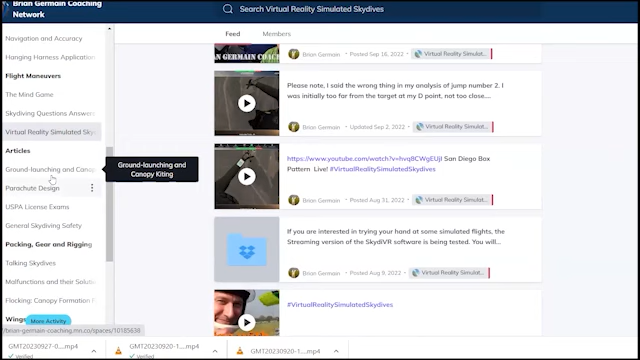 Brian Germain Coaching
Network
Search Virtual Reality Simulated Skydives
Feed
Members
Navigation and Accuracy
Hanging Harness Applicatio
Flight Maneuvers
The Mind Game
Skydiving Questions Answere
Virtual Reality Simulated Sky
Articles
Ground-launching and Canop
Ground-launching and
Canopy Kiting
Parachute Design
USPA License Exams
General Skydiving Safety
Packing, Gear and Rigging
Talking Skydives
Malfunctions and their Solutio
Flocking: Canopy Formation F
Wings
More Activity
/brian-germain-coaching.mn.co/spaces/10185638
Brian Germain
Posted Sep 16, 2022
Virtual Reality Simulat...
Please note, I said the wrong thing in my analysis of jump number 2. I
was initially too far from the target at my D point, not too close....
Brian Germain
Updated Sep 2, 2022
Virtual Reality Simulat...
https://www.youtube.com/watch?v=hvq8C9WgEUJI San Diego Box
Pattern Live! #VirtualRealitySimulatedSkydives
Brian Germain
Posted Aug 31, 2022
Virtual Reality Simulat...
If you are interested in trying your hand at some simulated flights, the
Streaming version of the SkydiVR software is being tested. You will...
Brian Germain
Posted Aug 9, 2022
Virtual Reality Simulat...
#VirtualRealitySimulatedSkydives
GMT20220927-0....mp4
Verified
GMT20220920-1....mp4
Verified
GMT20220920-1....mp4